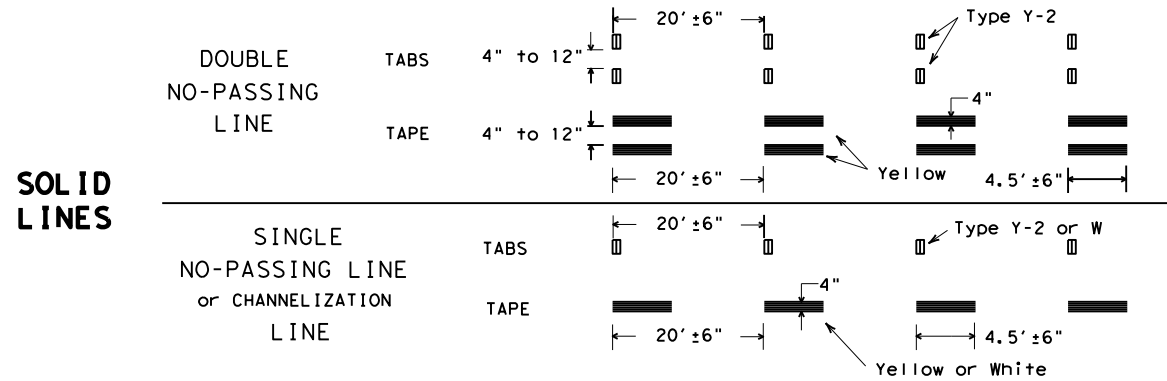 SOLID
LINES
DOUBLE
NO-PASSING
LINE
TABS
4" to 12"
20'±6"
Type Y-2
TAPE
4" to 12"
4"
20'±6"
Yellow
4.5'±6"
SINGLE
NO-PASSING LINE
or CHANNELIZATION
LINE
TABS
20'±6"
Type Y-2 or W
TAPE
4"
20'±6"
4.5'±6"
Yellow or White